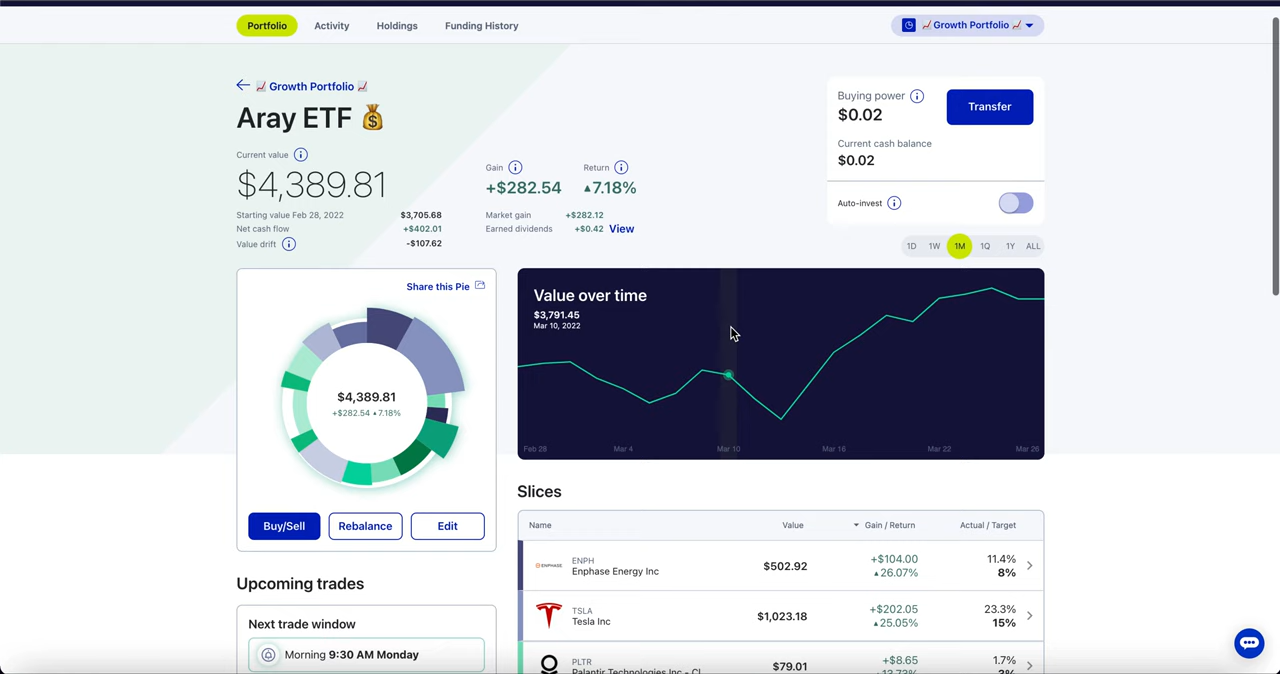 Portfolio Activity Holdings Funding History
📈 Growth Portfolio 📈
📈 Growth Portfolio 📈
Aray ETF 💰
Current value
$4,389.81
Starting value Feb 28, 2022 $3,705.68
Net cash flow +$402.01
Value drift -$107.62
Gain Return
+$282.54 ▲7.18%
Market gain +$282.12
Earned dividends +$0.42 View
Buying power
$0.02
Transfer
Current cash balance
$0.02
Auto-invest
1D 1W 1M 1Q 1Y ALL
Share this Pie
$4,389.81
+$282.54 ▲7.18%
Buy/Sell Rebalance Edit
Value over time
$3,791.45
Mar 10, 2022
Feb 28 Mar 4 Mar 10 Mar 16 Mar 22 Mar 26
Upcoming trades
Next trade window
Morning 9:30 AM Monday
Slices
Name Value Gain / Return Actual / Target
ENPH
Enphase Energy Inc
ENPHASE
$502.92
+$104.00
▲26.07%
11.4%
8%
TSLA
Tesla Inc
$1,023.18
+$202.05
▲25.05%
23.3%
15%
PLTR
Palantir Technologies Inc - Cl
$79.01
+$8.65
1.7%